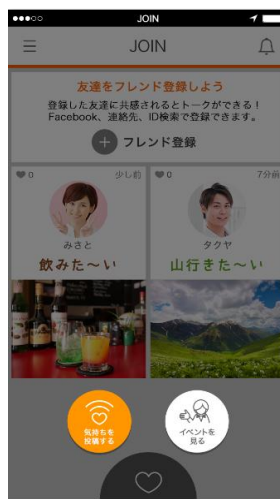 JOIN
JOIN
友達をフレンド登録しよう
登録した友達に共感されるとトークができる！
Facebook、連絡先、ID検索で登録できます。
フレンド登録
0 少し前
0 7分前
みさと
タクヤ
飲みた〜い
山行きた〜い
気持ちを
投稿する
イベントを
見る